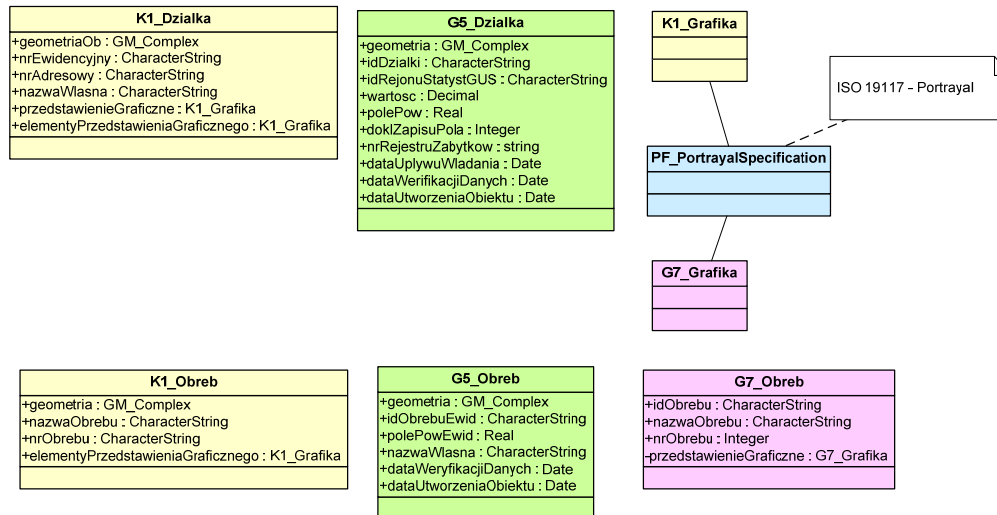 K1_Dzialka
+geometriaOb : GM_Complex
+nrEwidencyjny : CharacterString
+nrAdresowy : CharacterString
+nazwaWlasna : CharacterString
+przedstawienieGraficzne : K1_Grafika
+elementyPrzedstawieniaGraficznego : K1_Grafika
G5_Dzialka
+geometria : GM_Complex
+idDzialki : CharacterString
+idRejonuStatystGUS : CharacterString
+wartosc : Decimal
+polePow : Real
+doklZapisuPola : Integer
+nrRejestruZabytkow : string
+dataUplywuWladania : Date
+dataWerifikacjiDanych : Date
+dataUtworzeniaObiektu : Date
K1_Grafika
ISO 19117 - Portrayal
PF_PortrayalSpecification
G7_Grafika
K1_Obreb
+geometria : GM_Complex
+nazwaObrebu : CharacterString
+nrObrebu : CharacterString
+elementyPrzedstawieniaGraficznego : K1_Grafika
G5_Obreb
+geometria : GM_Complex
+idObrebuEwid : CharacterString
+polePowEwid : Real
+nazwaWlasna : CharacterString
+dataWeryfikacjiDanych : Date
+dataUtworzeniaObiektu : Date
G7_Obreb
+idObrebu : CharacterString
+nazwaObrebu : CharacterString
+nrObrebu : Integer
-przedstawienieGraficzne : G7_Grafika